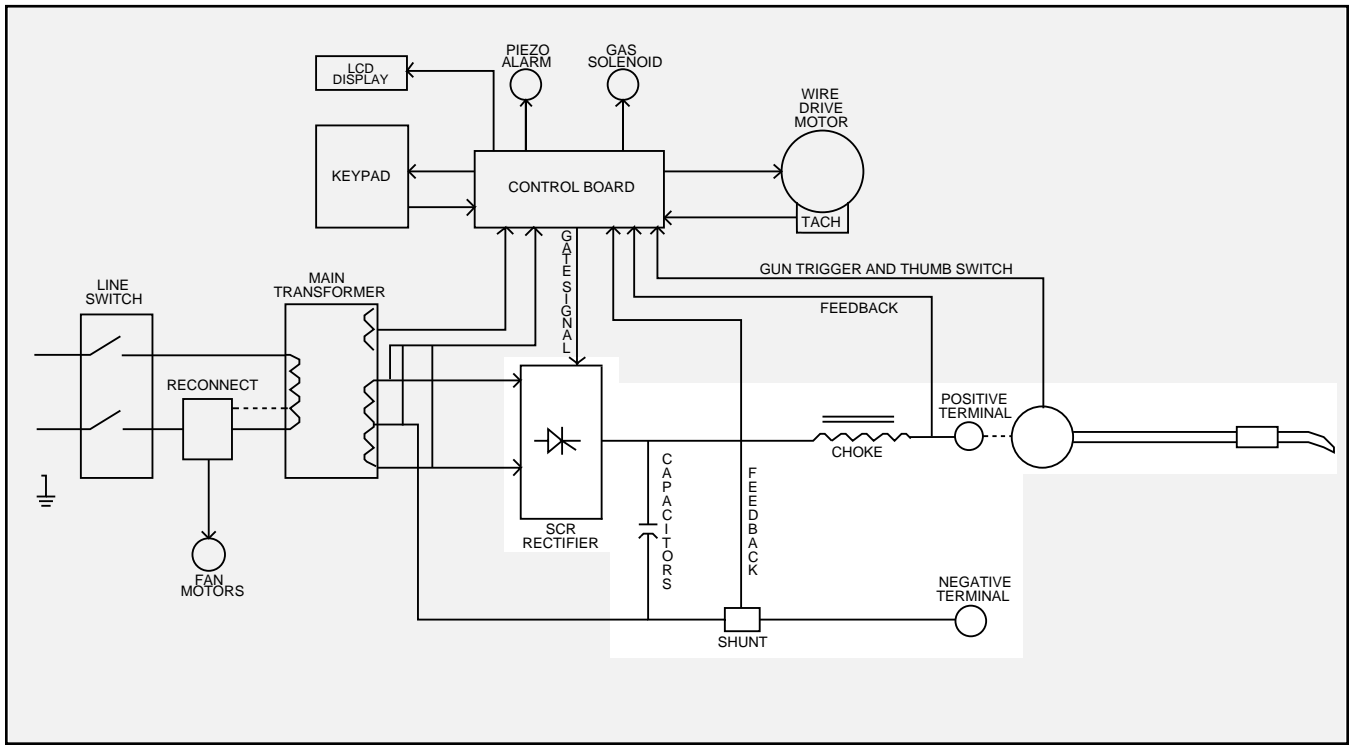 PIEZO
ALARM
GAS
SOLENOID
LCD
DISPLAY
WIRE
DRIVE
MOTOR
KEYPAD
CONTROL BOARD
TACH
GATE SIGNAL
GUN TRIGGER AND THUMB SWITCH
FEEDBACK
LINE
SWITCH
MAIN
TRANSFORMER
RECONNECT
POSITIVE
TERMINAL
CHOKE
CAPACITORS
FEEDBACK
SCR
RECTIFIER
FAN
MOTORS
NEGATIVE
TERMINAL
SHUNT